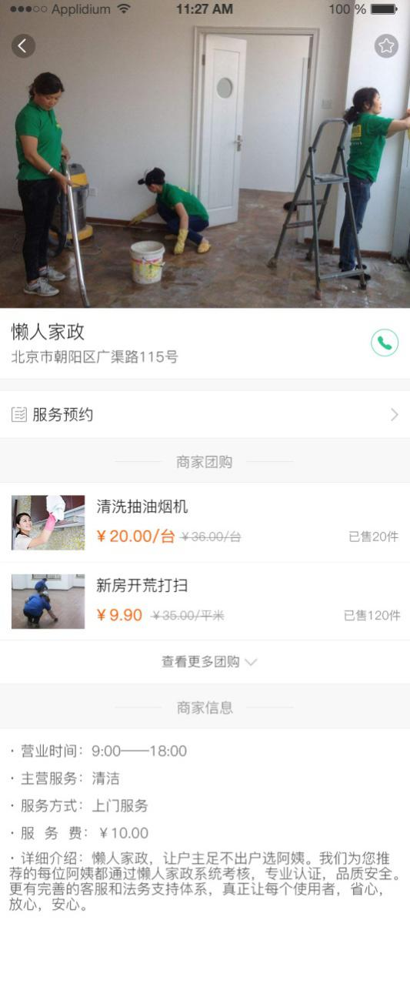 ●●●○○ Applidium 11:27 AM 100 %
懒人家政
北京市朝阳区广渠路115号
服务预约
商家团购
清洗抽油烟机
￥20.00/台 ￥36.00/台 已售20件
新房开荒打扫
￥9.90 ￥35.00/平米 已售120件
查看更多团购
商家信息
· 营业时间：9:00——18:00
· 主营服务：清洁
· 服务方式：上门服务
· 服 务 费：￥10.00
· 详细介绍：懒人家政，让户主足不出户选阿姨。我们为您推
荐的每位阿姨都通过懒人家政系统考核，专业认证，品质安全。
更有完善的客服和法务支持体系，真正让每个使用者，省心，
放心，安心。